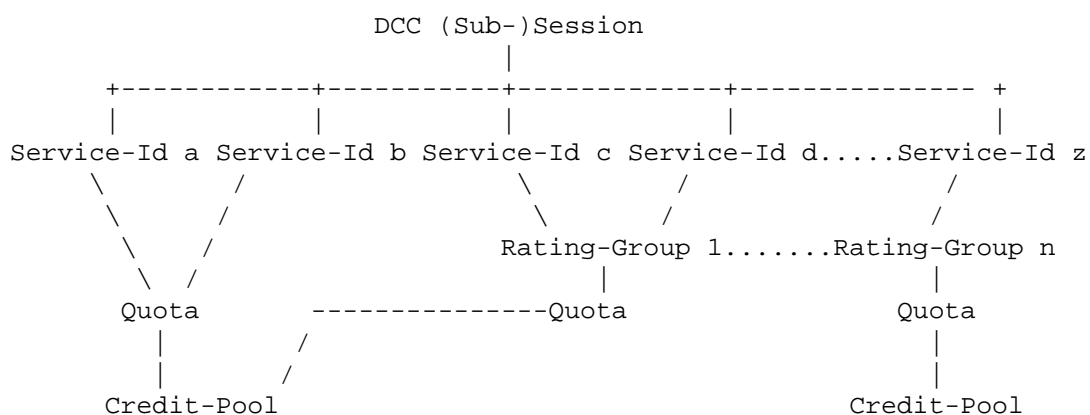 DCC (Sub-)Session
|
+------------+-----------+-------------+--------------- +
| | | | |
Service-Id a Service-Id b Service-Id c Service-Id d.....Service-Id z
\ / \ / /
\ / \ / /
\ / Rating-Group 1.......Rating-Group n
\ / | |
Quota ---------------Quota Quota
| / |
| / |
Credit-Pool Credit-Pool